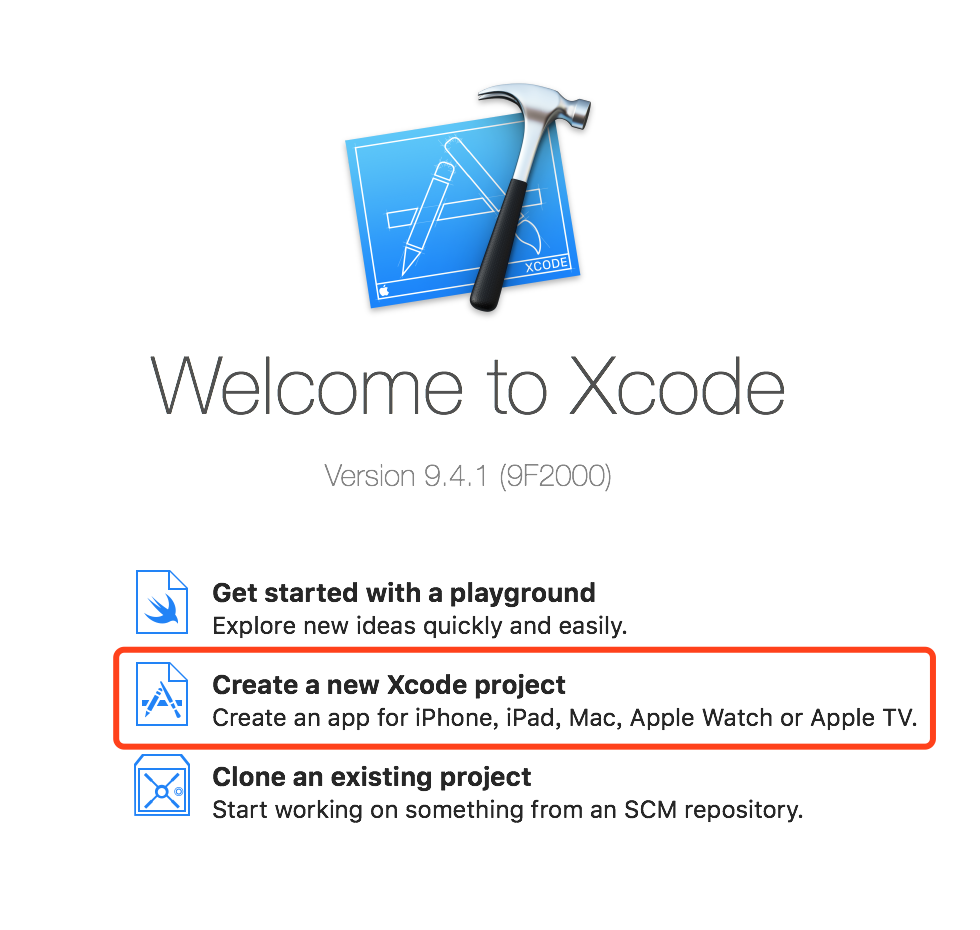 XCODE
Welcome to Xcode
Version 9.4.1 (9F2000)
Get started with a playground
Explore new ideas quickly and easily.
Create a new Xcode project
Create an app for iPhone, iPad, Mac, Apple Watch or Apple TV.
Clone an existing project
Start working on something from an SCM repository.